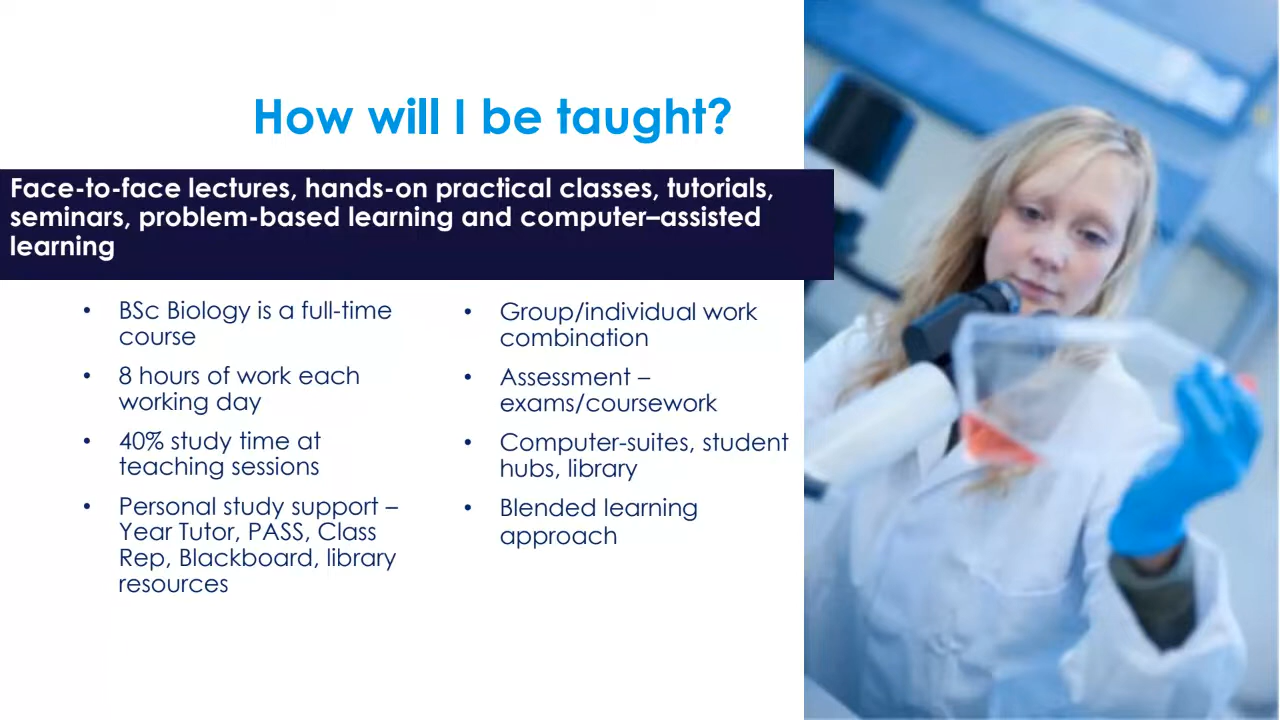 How will I be taught?
Face-to-face lectures, hands-on practical classes, tutorials,
seminars, problem-based learning and computer–assisted
learning
• BSc Biology is a full-time
course
• 8 hours of work each
working day
• 40% study time at
teaching sessions
• Personal study support –
Year Tutor, PASS, Class
Rep, Blackboard, library
resources
• Group/individual work
combination
• Assessment –
exams/coursework
• Computer-suites, student
hubs, library
• Blended learning
approach